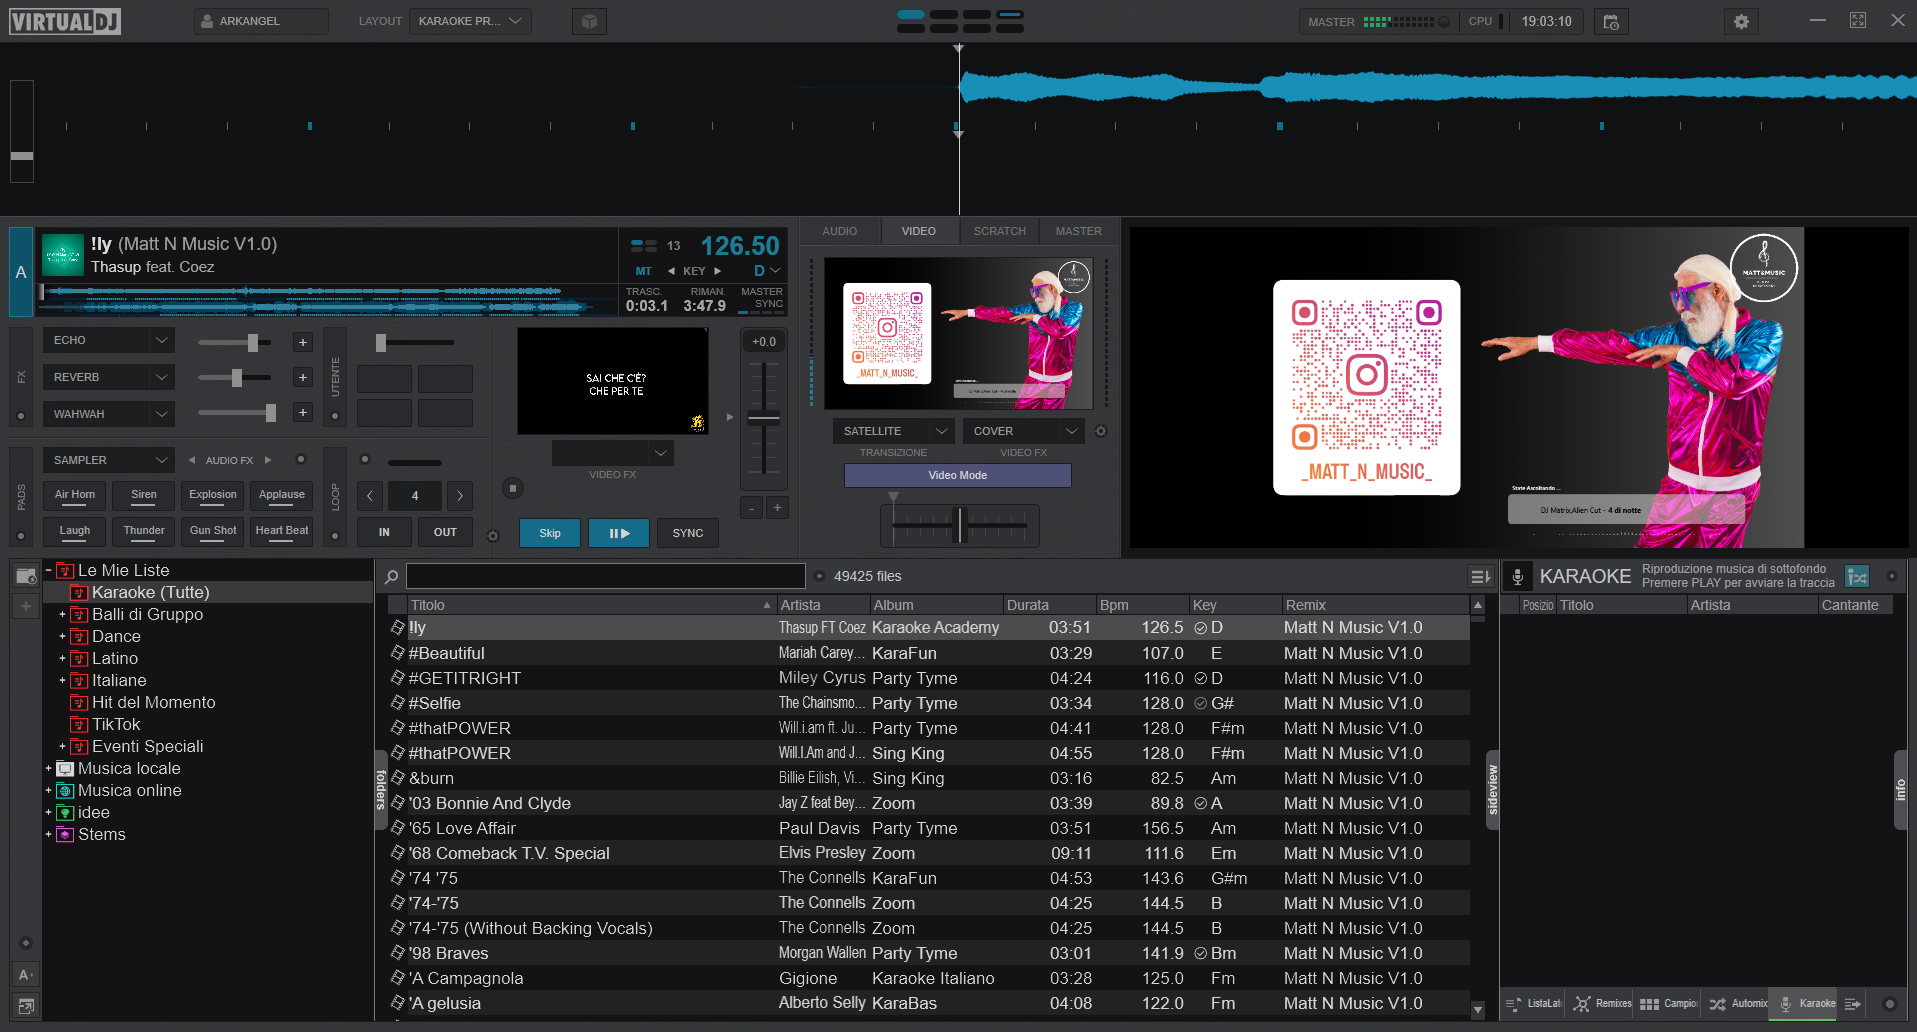 VIRTUALDJ
ARKANGEL
LAYOUT KARAOKE PR...
MASTER CPU 19:03:10
A
!ly (Matt N Music V1.0)
Thasup feat. Coez
13 126.50
MT KEY D
TRASC. RIMAN. MASTER
0:03.1 3:47.9 SYNC
FX
ECHO
REVERB
WAHWAH
UTENTE
SAI CHE C'È?
CHE PER TE
VIDEO FX
+0.0
PADS
SAMPLER AUDIO FX
Air Horn Siren Explosion Applause
Laugh Thunder Gun Shot Heart Beat
LOOP
4
IN OUT
Skip SYNC
- +
AUDIO VIDEO SCRATCH MASTER
MATT&MUSIC
_MATT_N_MUSIC_
SATELLITE COVER
TRANSIZIONE VIDEO FX
Video Mode
MATT&MUSIC
_MATT_N_MUSIC_
State Ascoltando ...
DJ Matrix,Alien Cut - 4 di notte
Le Mie Liste
Karaoke (Tutte)
Balli di Gruppo
Dance
Latino
Italiane
Hit del Momento
TikTok
Eventi Speciali
Musica locale
Musica online
idee
Stems
A
folders
49425 files
Titolo Artista Album Durata Bpm Key Remix
!ly Thasup FT Coez Karaoke Academy 03:51 126.5 D Matt N Music V1.0
#Beautiful Mariah Carey... KaraFun 03:29 107.0 E Matt N Music V1.0
#GETITRIGHT Miley Cyrus Party Tyme 04:24 116.0 D Matt N Music V1.0
#Selfie The Chainsmo... Party Tyme 03:34 128.0 G# Matt N Music V1.0
#thatPOWER Will.i.am ft. Ju... Party Tyme 04:41 128.0 F#m Matt N Music V1.0
#thatPOWER Will.I.Am and J... Sing King 04:55 128.0 F#m Matt N Music V1.0
&burn Billie Eilish, Vi... Sing King 03:16 82.5 Am Matt N Music V1.0
'03 Bonnie And Clyde Jay Z feat Bey... Zoom 03:39 89.8 A Matt N Music V1.0
'65 Love Affair Paul Davis Party Tyme 03:51 156.5 Am Matt N Music V1.0
'68 Comeback T.V. Special Elvis Presley Zoom 09:11 111.6 Em Matt N Music V1.0
'74 '75 The Connells KaraFun 04:53 143.6 G#m Matt N Music V1.0
'74-'75 The Connells Zoom 04:25 144.5 B Matt N Music V1.0
'74-'75 (Without Backing Vocals) The Connells Zoom 04:25 144.5 B Matt N Music V1.0
'98 Braves Morgan Wallen Party Tyme 03:01 141.9 Bm Matt N Music V1.0
'A Campagnola Gigione Karaoke Italiano 03:28 125.0 Fm Matt N Music V1.0
'A gelusia Alberto Selly KaraBas 04:08 122.0 Fm Matt N Music V1.0
sideview
KARAOKE
Riproduzione musica di sottofondo
Premere PLAY per avviare la traccia
Posizio Titolo Artista Cantante
info
ListaLat Remixes Campion Automix Karaoke